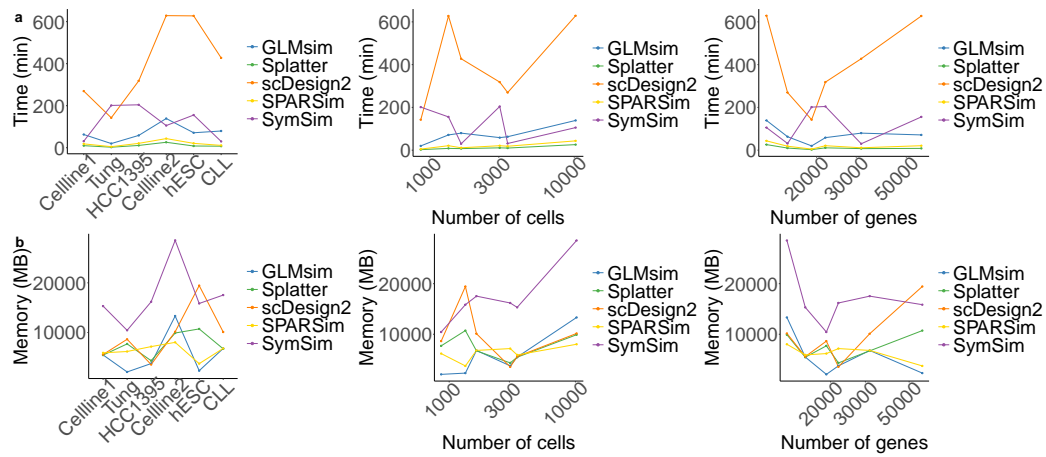 a
Time (min)
600
400
200
0
Cellline1
Tung
HCC1395
Cellline2
hESC
CLL
GLMsim
Splatter
scDesign2
SPARSim
SymSim
Time (min)
600
400
200
0
1000
3000
10000
Number of cells
GLMsim
Splatter
scDesign2
SPARSim
SymSim
Time (min)
600
400
200
0
20000
30000
50000
Number of genes
GLMsim
Splatter
scDesign2
SPARSim
SymSim
b
Memory (MB)
20000
10000
Cellline1
Tung
HCC1395
Cellline2
hESC
CLL
GLMsim
Splatter
scDesign2
SPARSim
SymSim
Memory (MB)
20000
10000
1000
3000
10000
Number of cells
GLMsim
Splatter
scDesign2
SPARSim
SymSim
Memory (MB)
20000
10000
20000
30000
50000
Number of genes
GLMsim
Splatter
scDesign2
SPARSim
SymSim